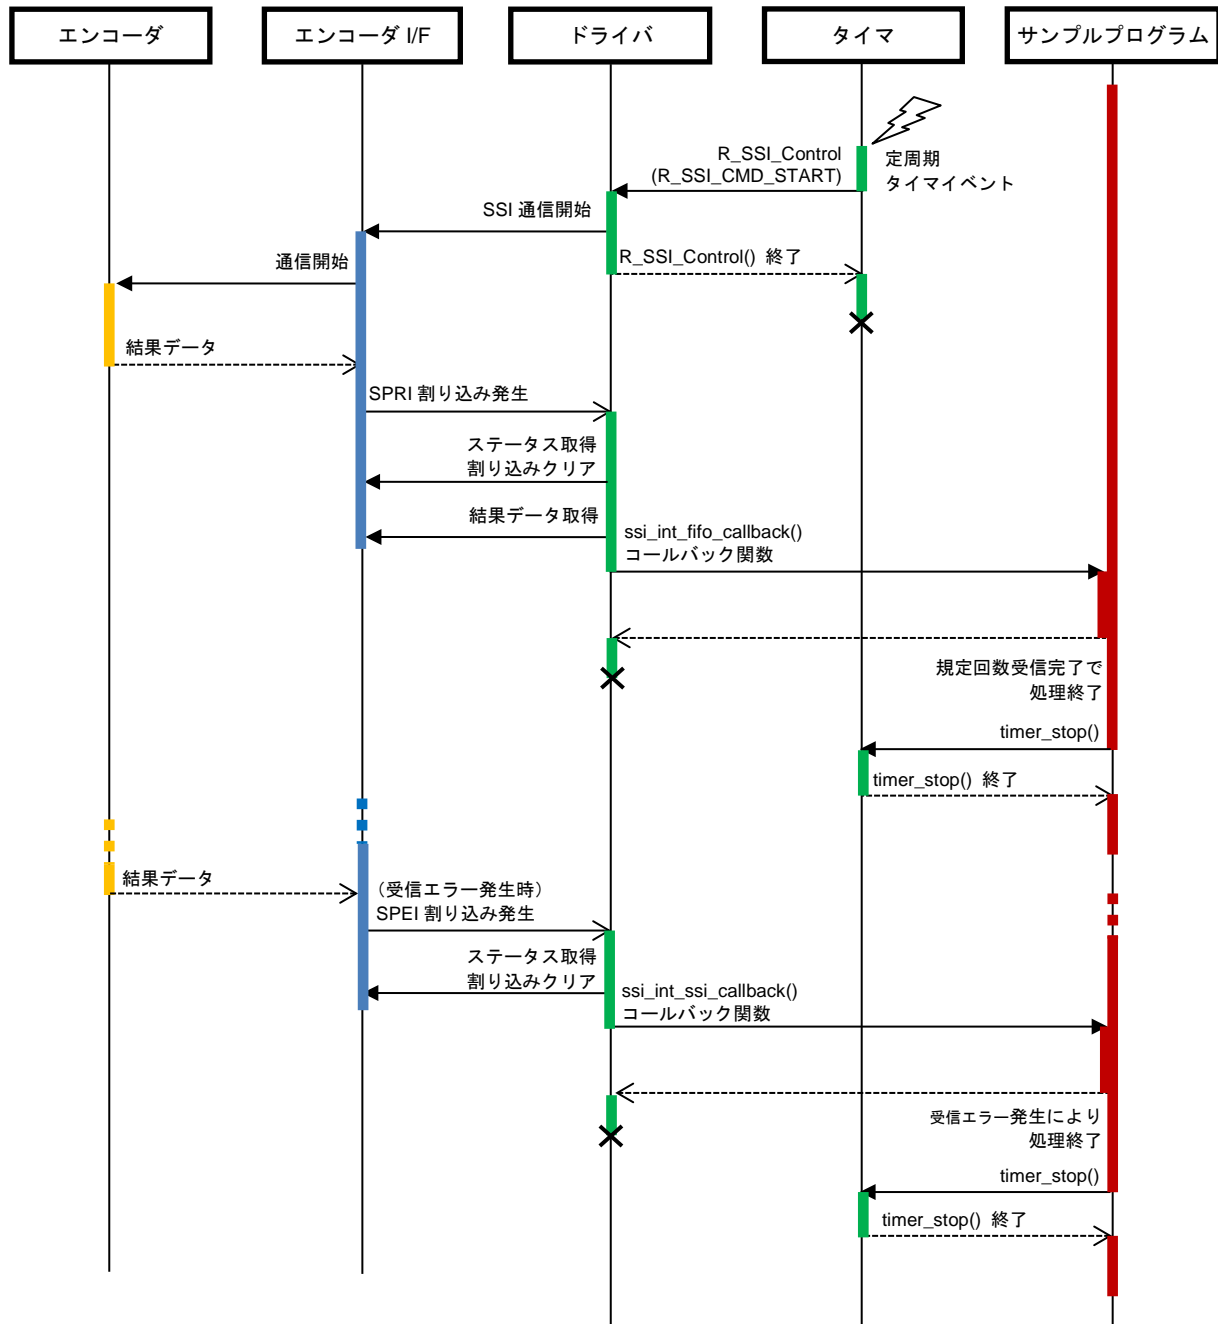 エンコーダ
エンコーダ I/F
ドライバ
タイマ
サンプルプログラム
R_SSI_Control
(R_SSI_CMD_START)
定周期
タイマイベント
SSI 通信開始
R_SSI_Control() 終了
通信開始
結果データ
SPRI 割り込み発生
ステータス取得
割り込みクリア
結果データ取得
ssi_int_fifo_callback()
コールバック関数
規定回数受信完了で
処理終了
timer_stop()
timer_stop() 終了
結果データ
（受信エラー発生時）
SPEI 割り込み発生
ステータス取得
割り込みクリア
ssi_int_ssi_callback()
コールバック関数
受信エラー発生により
処理終了
timer_stop()
timer_stop() 終了